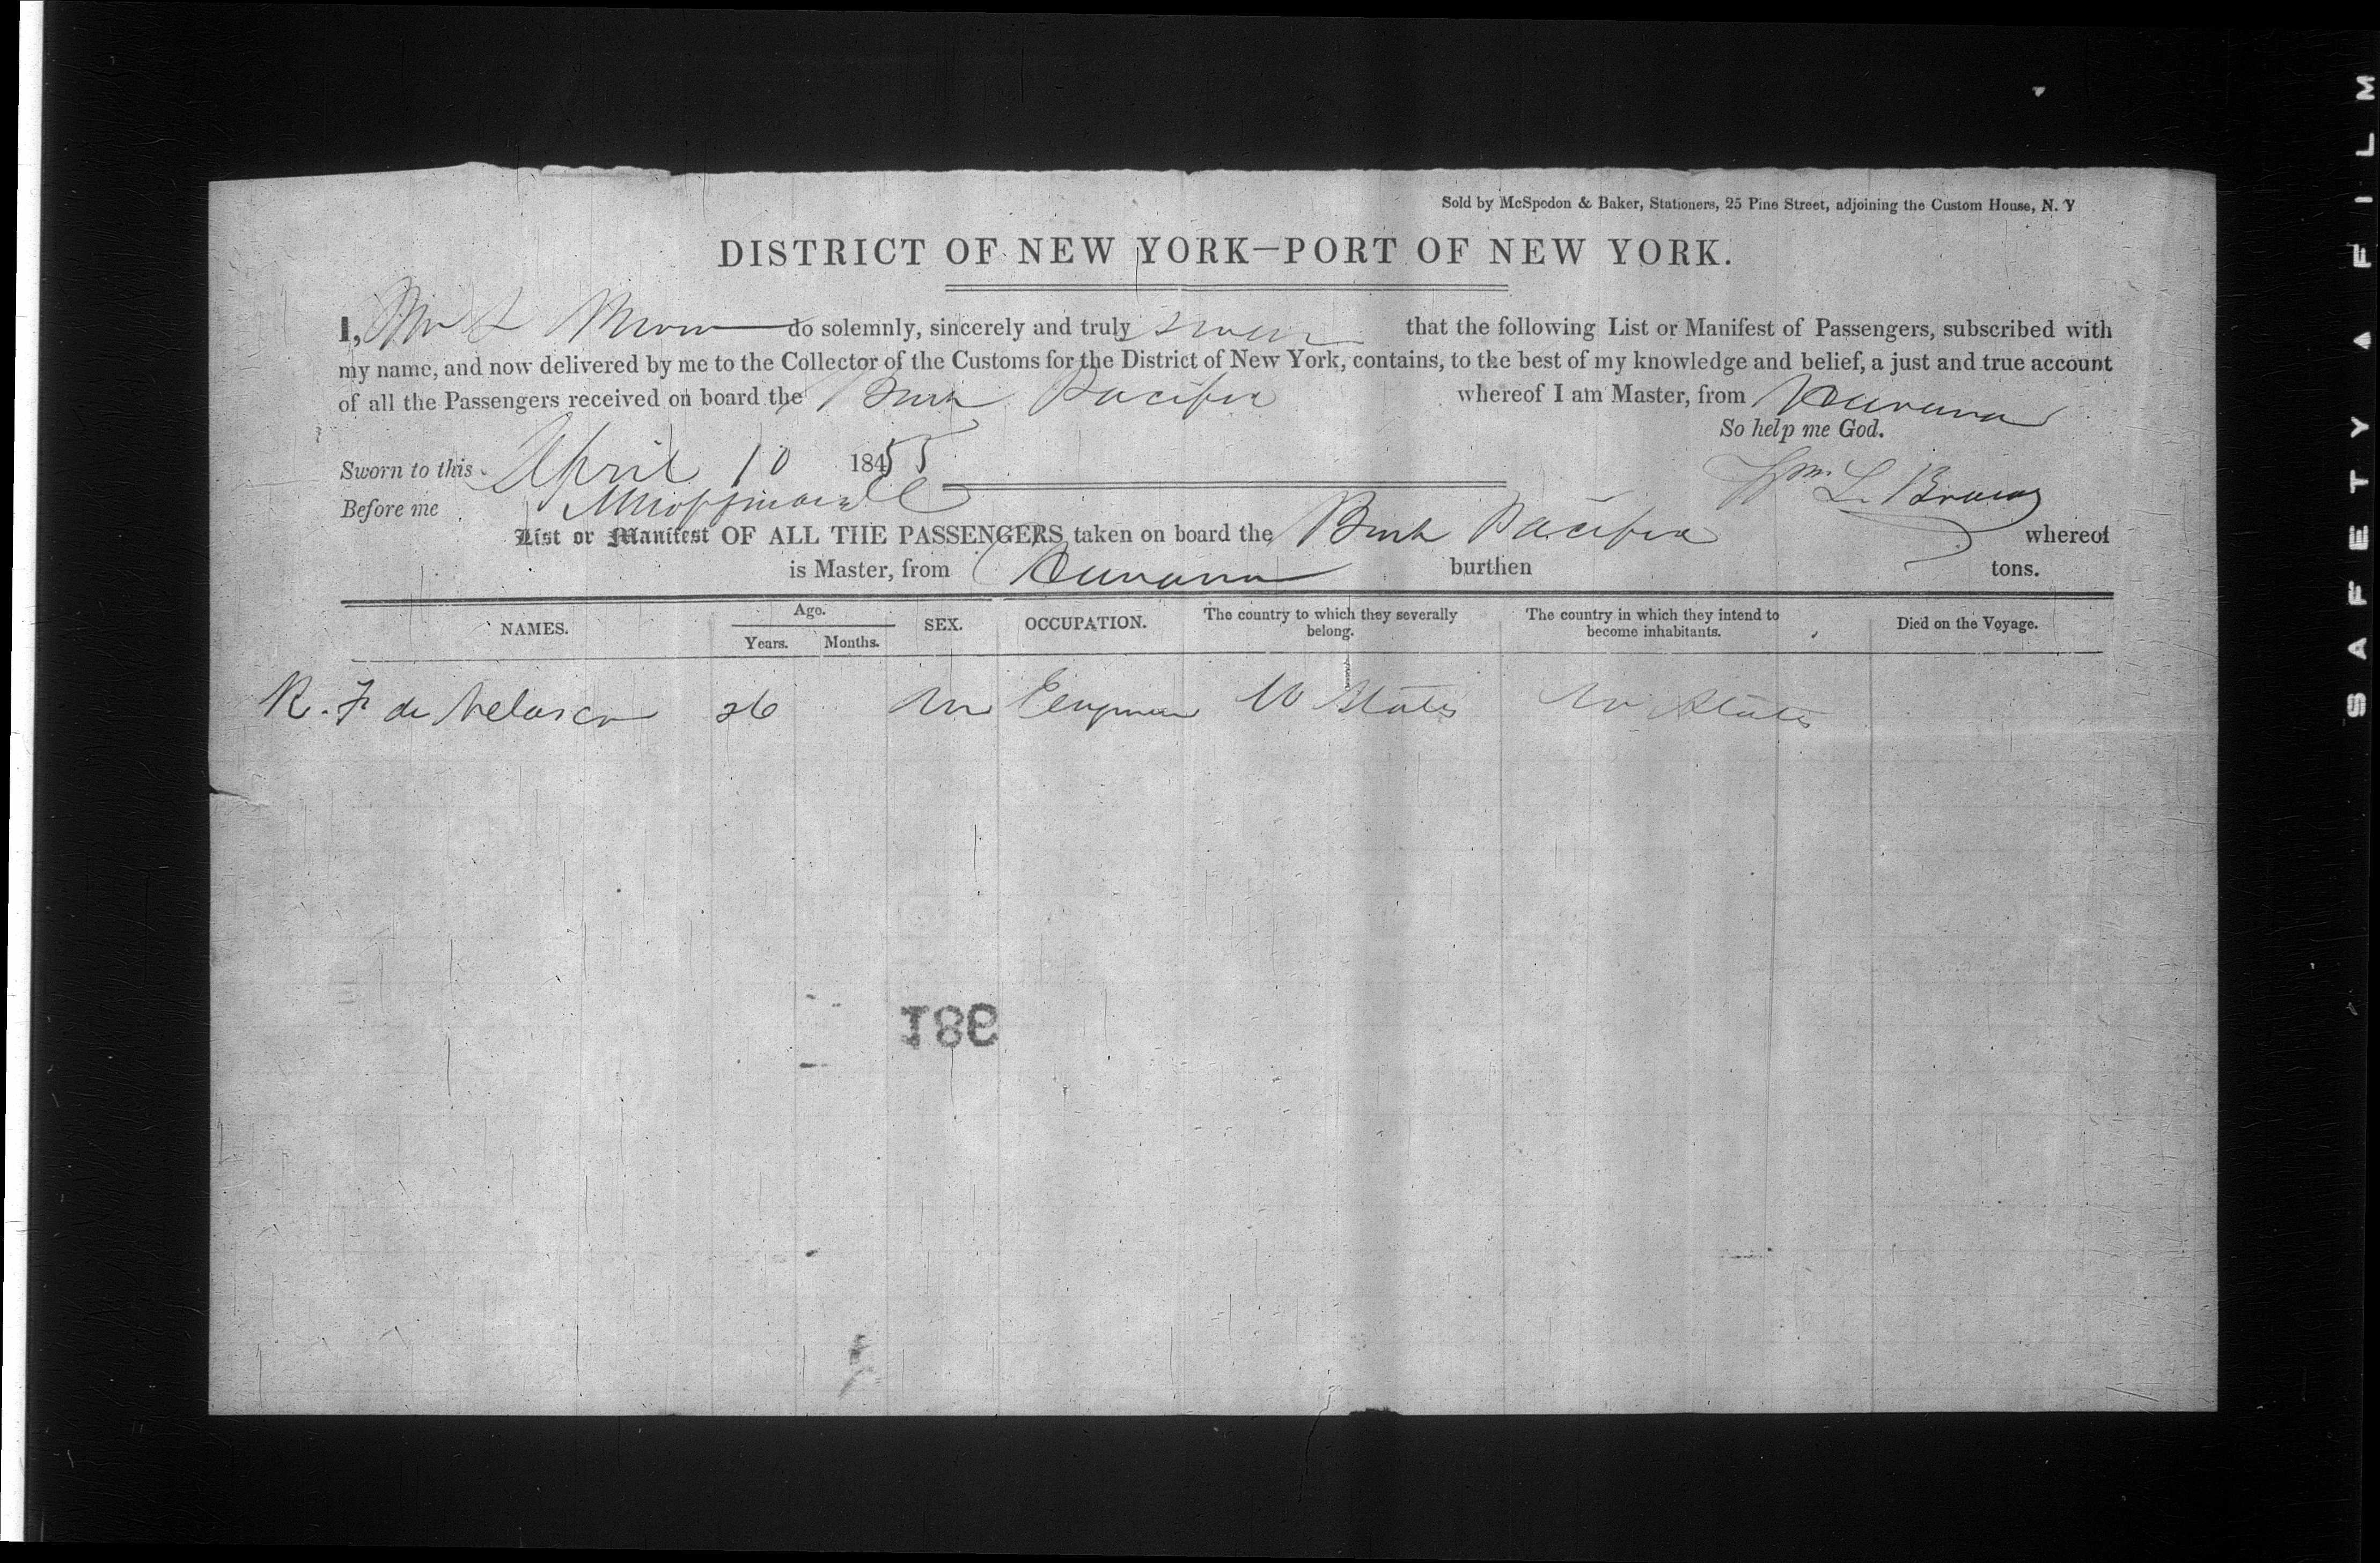 Sold by McSpedon & Baker, Stationers, 25 Pine Street, adjoining the Custom House, N. Y
DISTRICT OF NEW YORK—PORT OF NEW YORK.
I, Wm L do solemnly, sincerely and truly swear that the following List or Manifest of Passengers, subscribed with
my name, and now delivered by me to the Collector of the Customs for the District of New York, contains, to the best of my knowledge and belief, a just and true account
of all the Passengers received on board the Bark Pacific whereof I am Master, from Havana
So help me God.
Sworn to this April 10 18455
Wm L. Brown
Before me
List or Manifest OF ALL THE PASSENGERS taken on board the Bark Pacific whereof
is Master, from Havana burthen tons.
NAMES. Age. Years. Months. SEX. OCCUPATION. The country to which they severally belong. The country in which they intend to become inhabitants. Died on the Voyage.
R. F de Velasco 26 M U States U States
981
SAFETY FILM